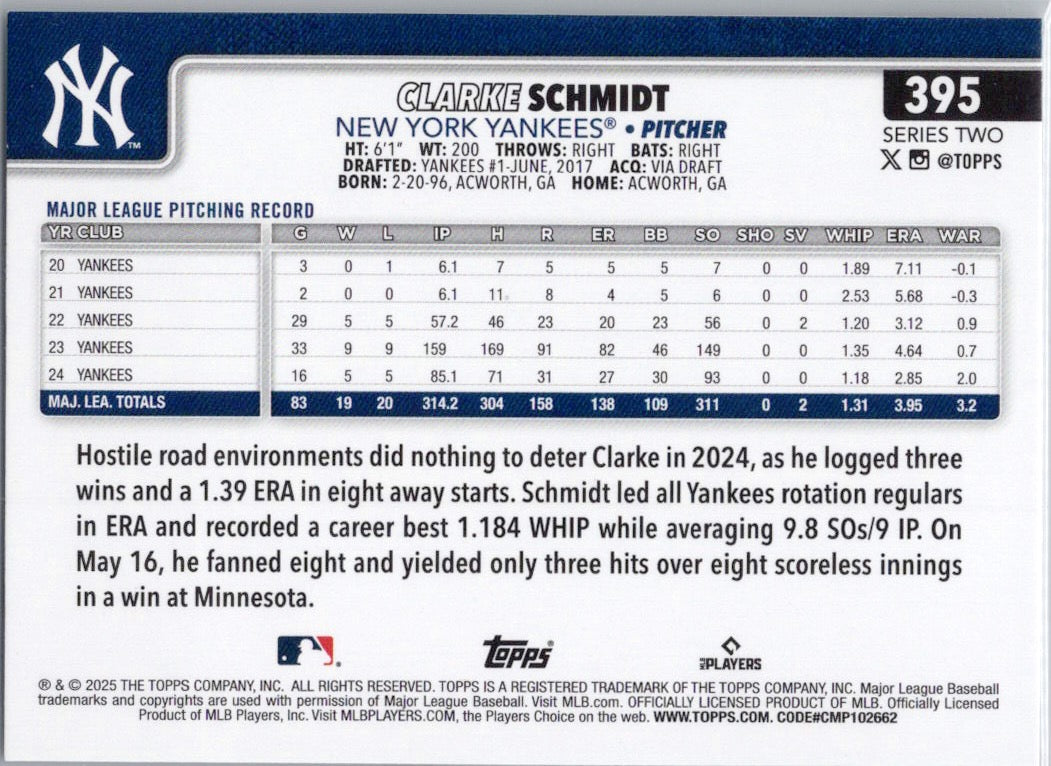 NY
TM
395
SERIES TWO
@TOPPS
CLARKE SCHMIDT
NEW YORK YANKEES® • PITCHER
HT: 6'1" WT: 200 THROWS: RIGHT BATS: RIGHT
DRAFTED: YANKEES #1-JUNE, 2017 ACQ: VIA DRAFT
BORN: 2-20-96, ACWORTH, GA HOME: ACWORTH, GA
MAJOR LEAGUE PITCHING RECORD
YR CLUB G W L IP H R ER BB SO SHO SV WHIP ERA WAR
20 YANKEES 3 0 1 6.1 7 5 5 5 7 0 0 1.89 7.11 -0.1
21 YANKEES 2 0 0 6.1 11 8 4 5 6 0 0 2.53 5.68 -0.3
22 YANKEES 29 5 5 57.2 46 23 20 23 56 0 2 1.20 3.12 0.9
23 YANKEES 33 9 9 159 169 91 82 46 149 0 0 1.35 4.64 0.7
24 YANKEES 16 5 5 85.1 71 31 27 30 93 0 0 1.18 2.85 2.0
MAJ. LEA. TOTALS 83 19 20 314.2 304 158 138 109 311 0 2 1.31 3.95 3.2
Hostile road environments did nothing to deter Clarke in 2024, as he logged three
wins and a 1.39 ERA in eight away starts. Schmidt led all Yankees rotation regulars
in ERA and recorded a career best 1.184 WHIP while averaging 9.8 SOs/9 IP. On
May 16, he fanned eight and yielded only three hits over eight scoreless innings
in a win at Minnesota.
Topps®
MLB PLAYERS
® & © 2025 THE TOPPS COMPANY, INC. ALL RIGHTS RESERVED. TOPPS IS A REGISTERED TRADEMARK OF THE TOPPS COMPANY, INC. Major League Baseball
trademarks and copyrights are used with permission of Major League Baseball. Visit MLB.com. OFFICIALLY LICENSED PRODUCT OF MLB. Officially Licensed
Product of MLB Players, Inc. Visit MLBPLAYERS.COM, the Players Choice on the web. WWW.TOPPS.COM. CODE#CMP102662